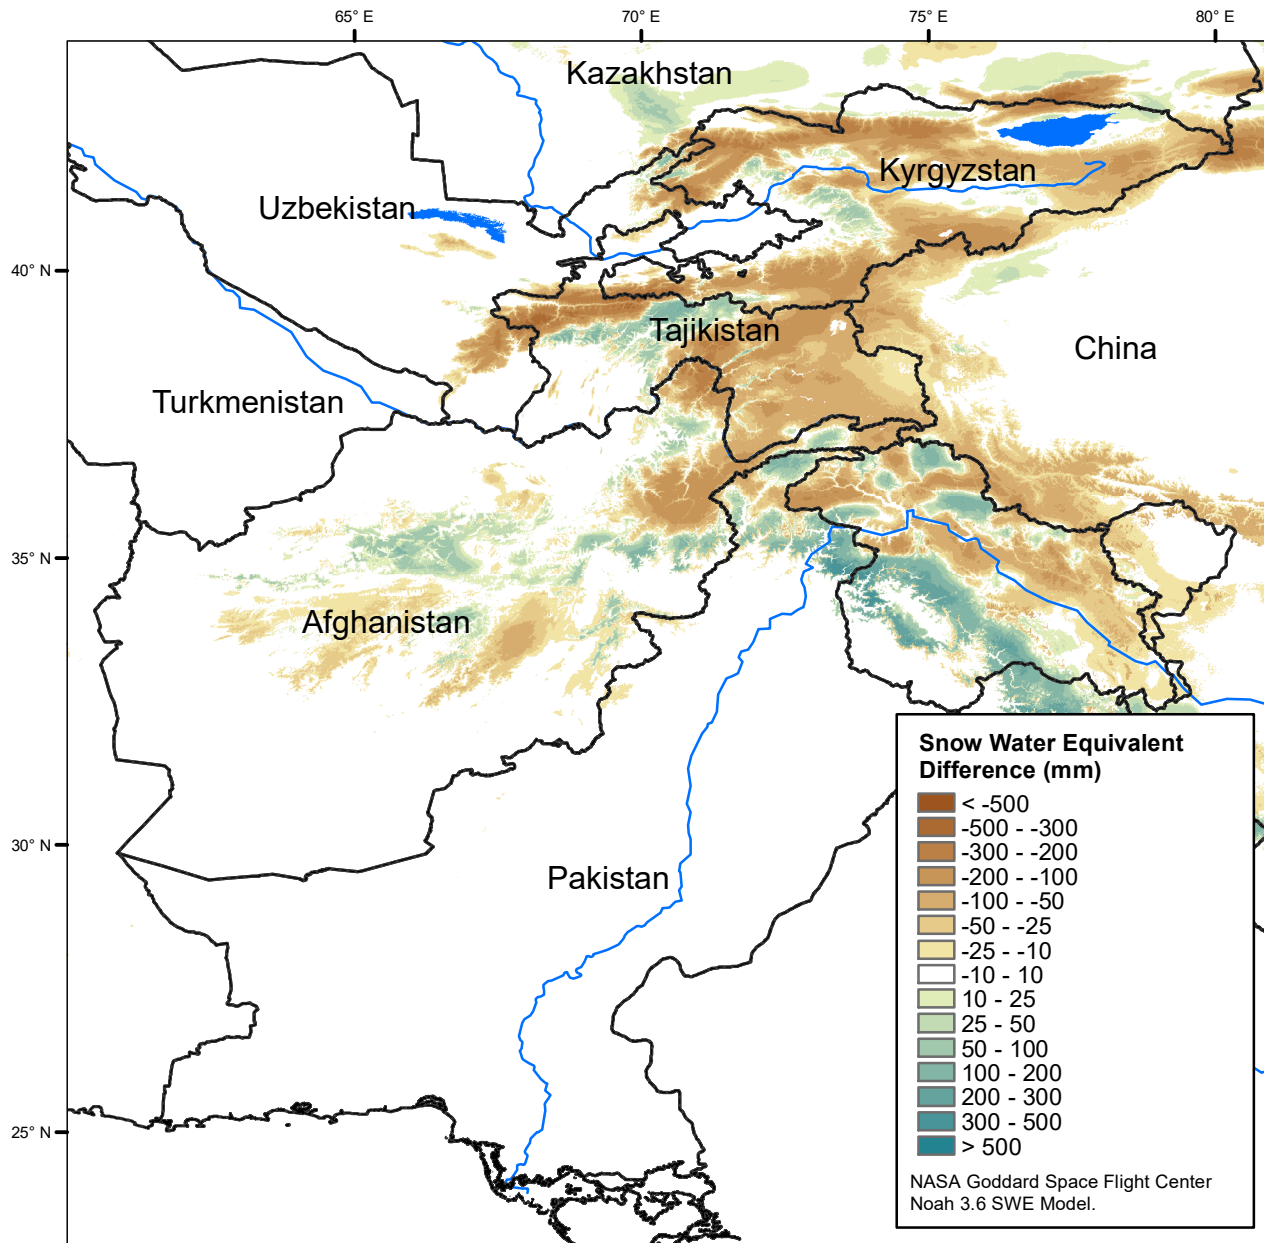 65° E
70° E
75° E
80° E
Kazakhstan
Kyrgyzstan
Uzbekistan
40° N
Tajikistan
China
Turkmenistan
35° N
Afghanistan
Snow Water Equivalent
Difference (mm)
< -500
-500 - -300
-300 - -200
-200 - -100
-100 - -50
-50 - -25
-25 - -10
-10 - 10
10 - 25
25 - 50
50 - 100
100 - 200
200 - 300
300 - 500
> 500
NASA Goddard Space Flight Center
Noah 3.6 SWE Model.
30° N
Pakistan
25° N